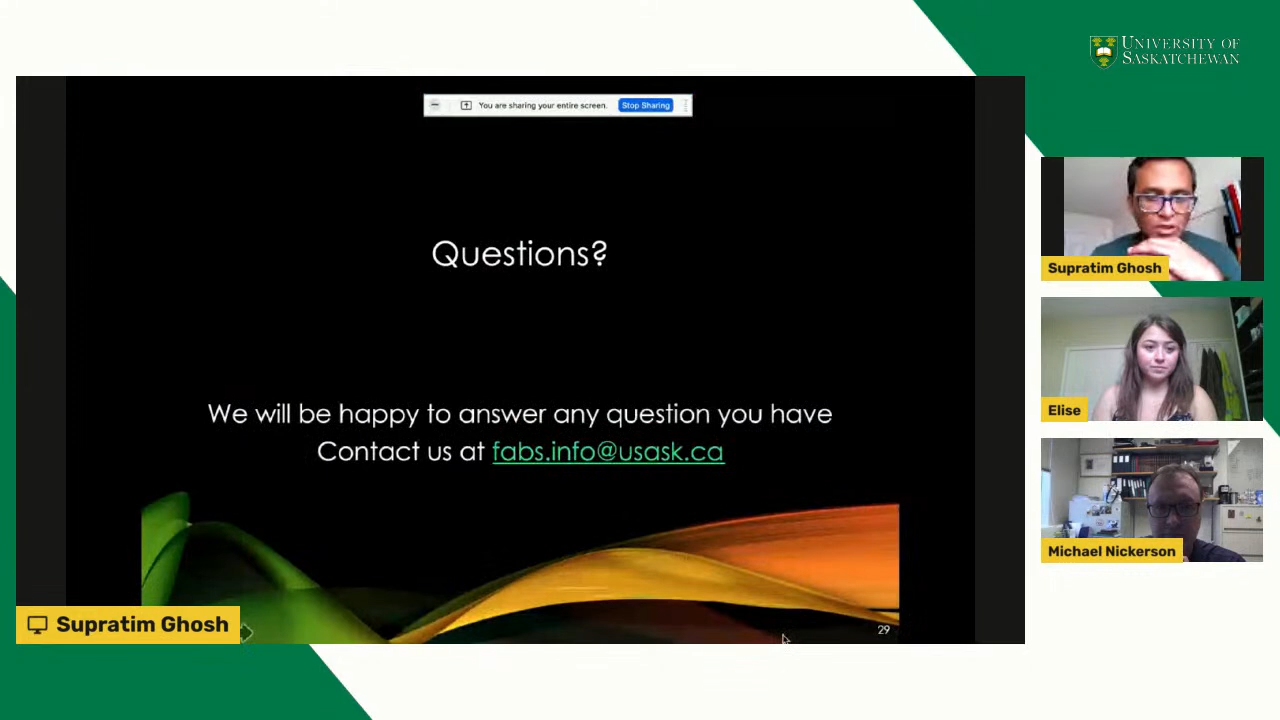 UNIVERSITY OF
SASKATCHEWAN
You are sharing your entire screen. Stop Sharing
Questions?
We will be happy to answer any question you have
Contact us at fabs.info@usask.ca
29
Supratim Ghosh
Supratim Ghosh
Elise
Michael Nickerson